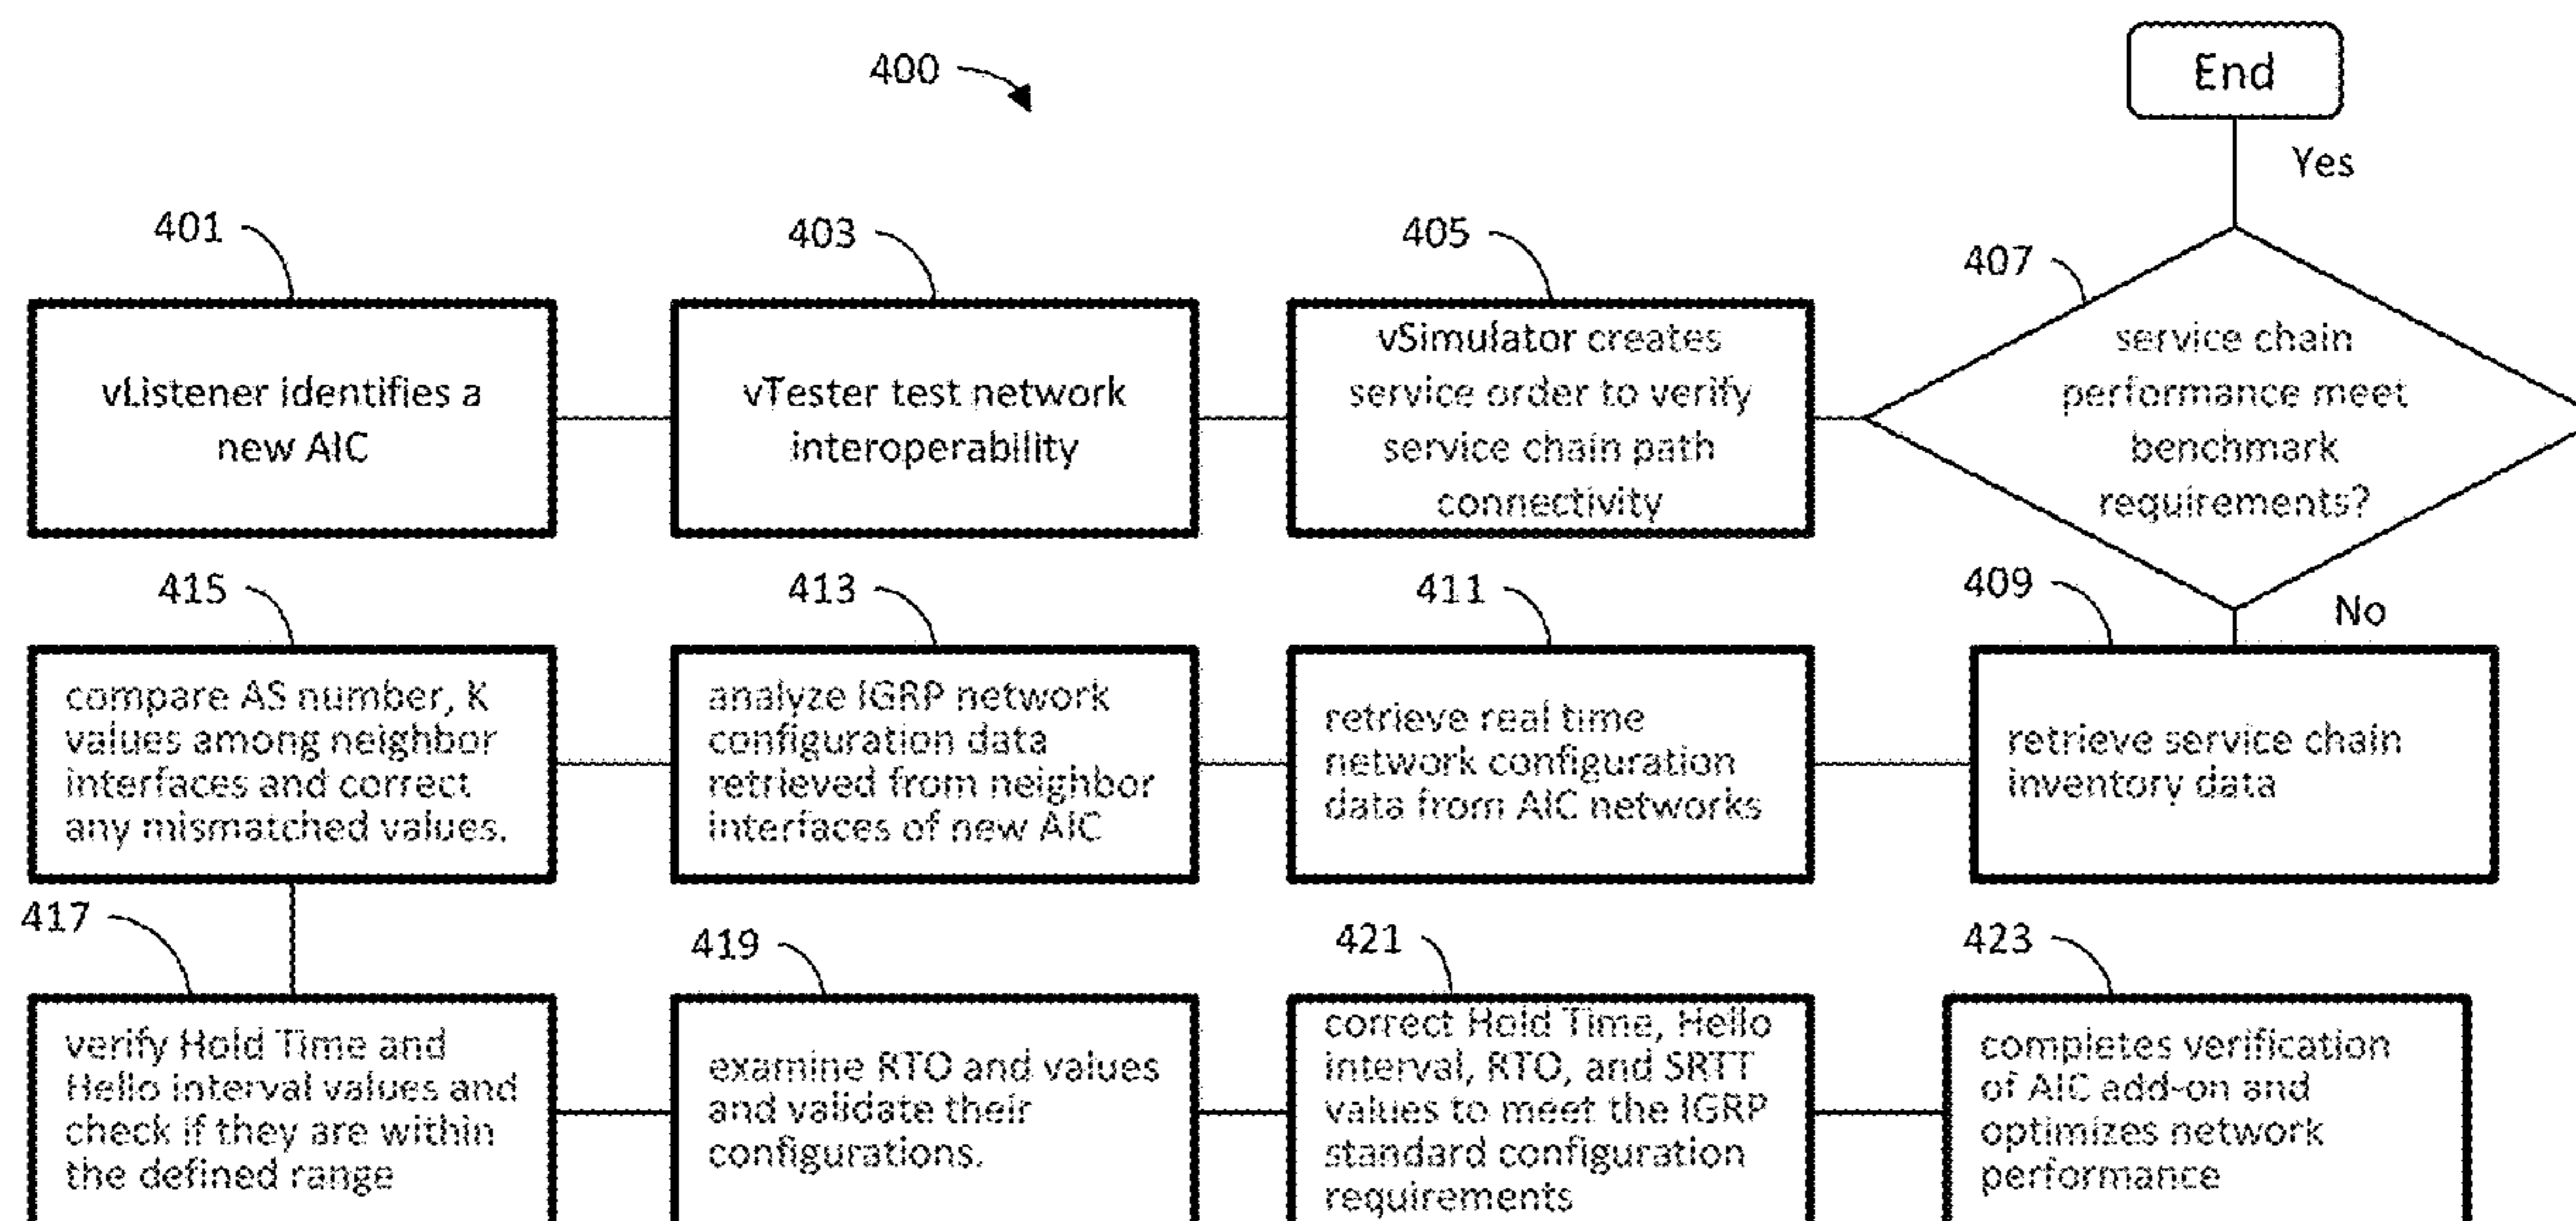 400
End
Yes
401
403
405
407
vListener identifies a
new AIC
vTester test network
interoperability
vSimulator creates
service order to verify
service chain path
connectivity
service chain
performance meet
benchmark
requirements?
415
413
411
409
No
compare AS number, K
values among neighbor
interfaces and correct
any mismatched values.
analyze IGRP network
configuration data
retrieved from neighbor
interfaces of new AIC
retrieve real time
network configuration
data from AIC networks
retrieve service chain
inventory data
417
419
421
423
verify Hold Time and
Hello interval values and
check if they are within
the defined range
examine RTO and values
and validate their
configurations.
correct Hold Time, Hello
interval, RTO, and SRTT
values to meet the IGRP
standard configuration
requirements
completes verification
of AIC add-on and
optimizes network
performance